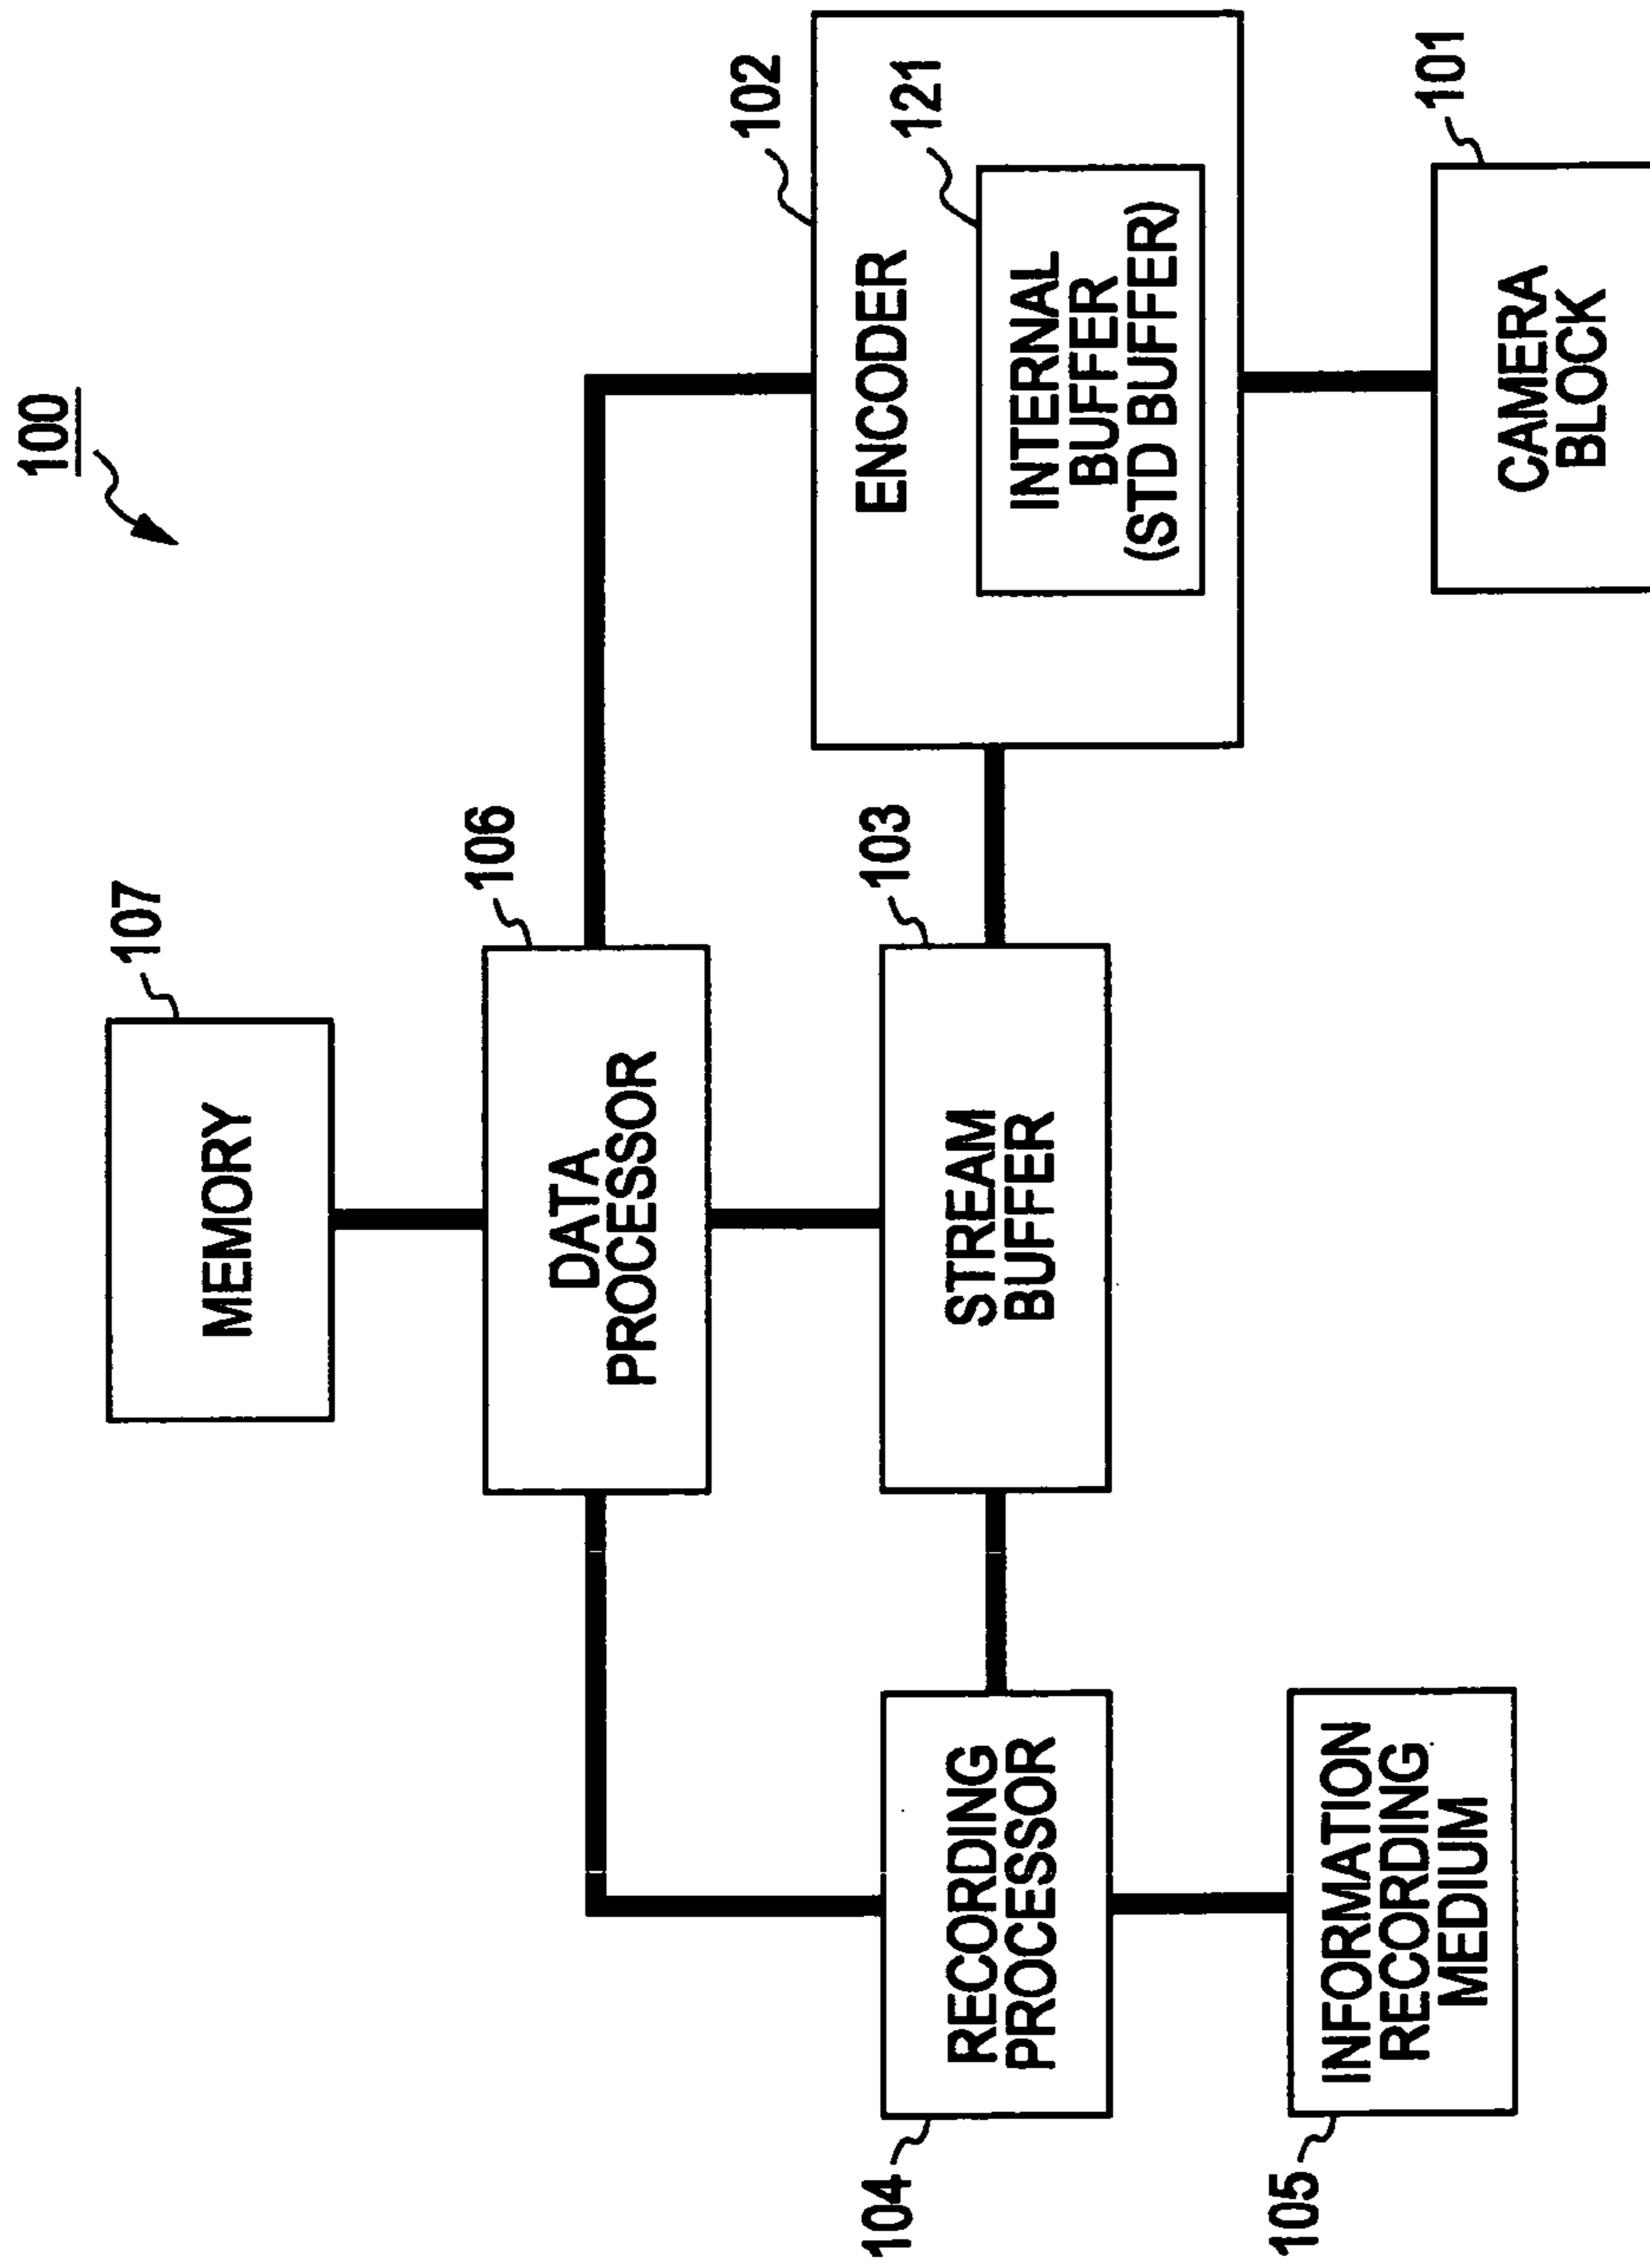 100
107
MEMORY
106
DATA
PROCESSOR
102
ENCODER
121
INTERNAL
BUFFER
(STD BUFFER)
103
STREAM
BUFFER
104
RECORDING
PROCESSOR
105
INFORMATION
RECORDING
MEDIUM
101
CAMERA
BLOCK